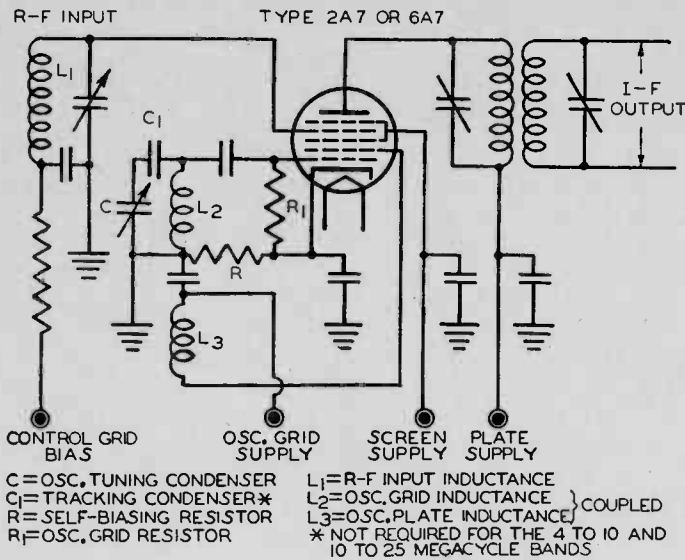 R-F INPUT
TYPE 2A7 OR 6A7
L1
C1
I-F
OUTPUT
C
L2
R1
R
L3
CONTROL GRID
BIAS
OSC. GRID
SUPPLY
SCREEN
SUPPLY
PLATE
SUPPLY
C=OSC. TUNING CONDENSER
C1=TRACKING CONDENSER*
R=SELF-BIASING RESISTOR
R1=OSC. GRID RESISTOR
L1=R-F INPUT INDUCTANCE
L2=OSC. GRID INDUCTANCE
L3=OSC. PLATE INDUCTANCE
COUPLED
* NOT REQUIRED FOR THE 4 TO 10 AND
10 TO 25 MEGACYCLE BANDS